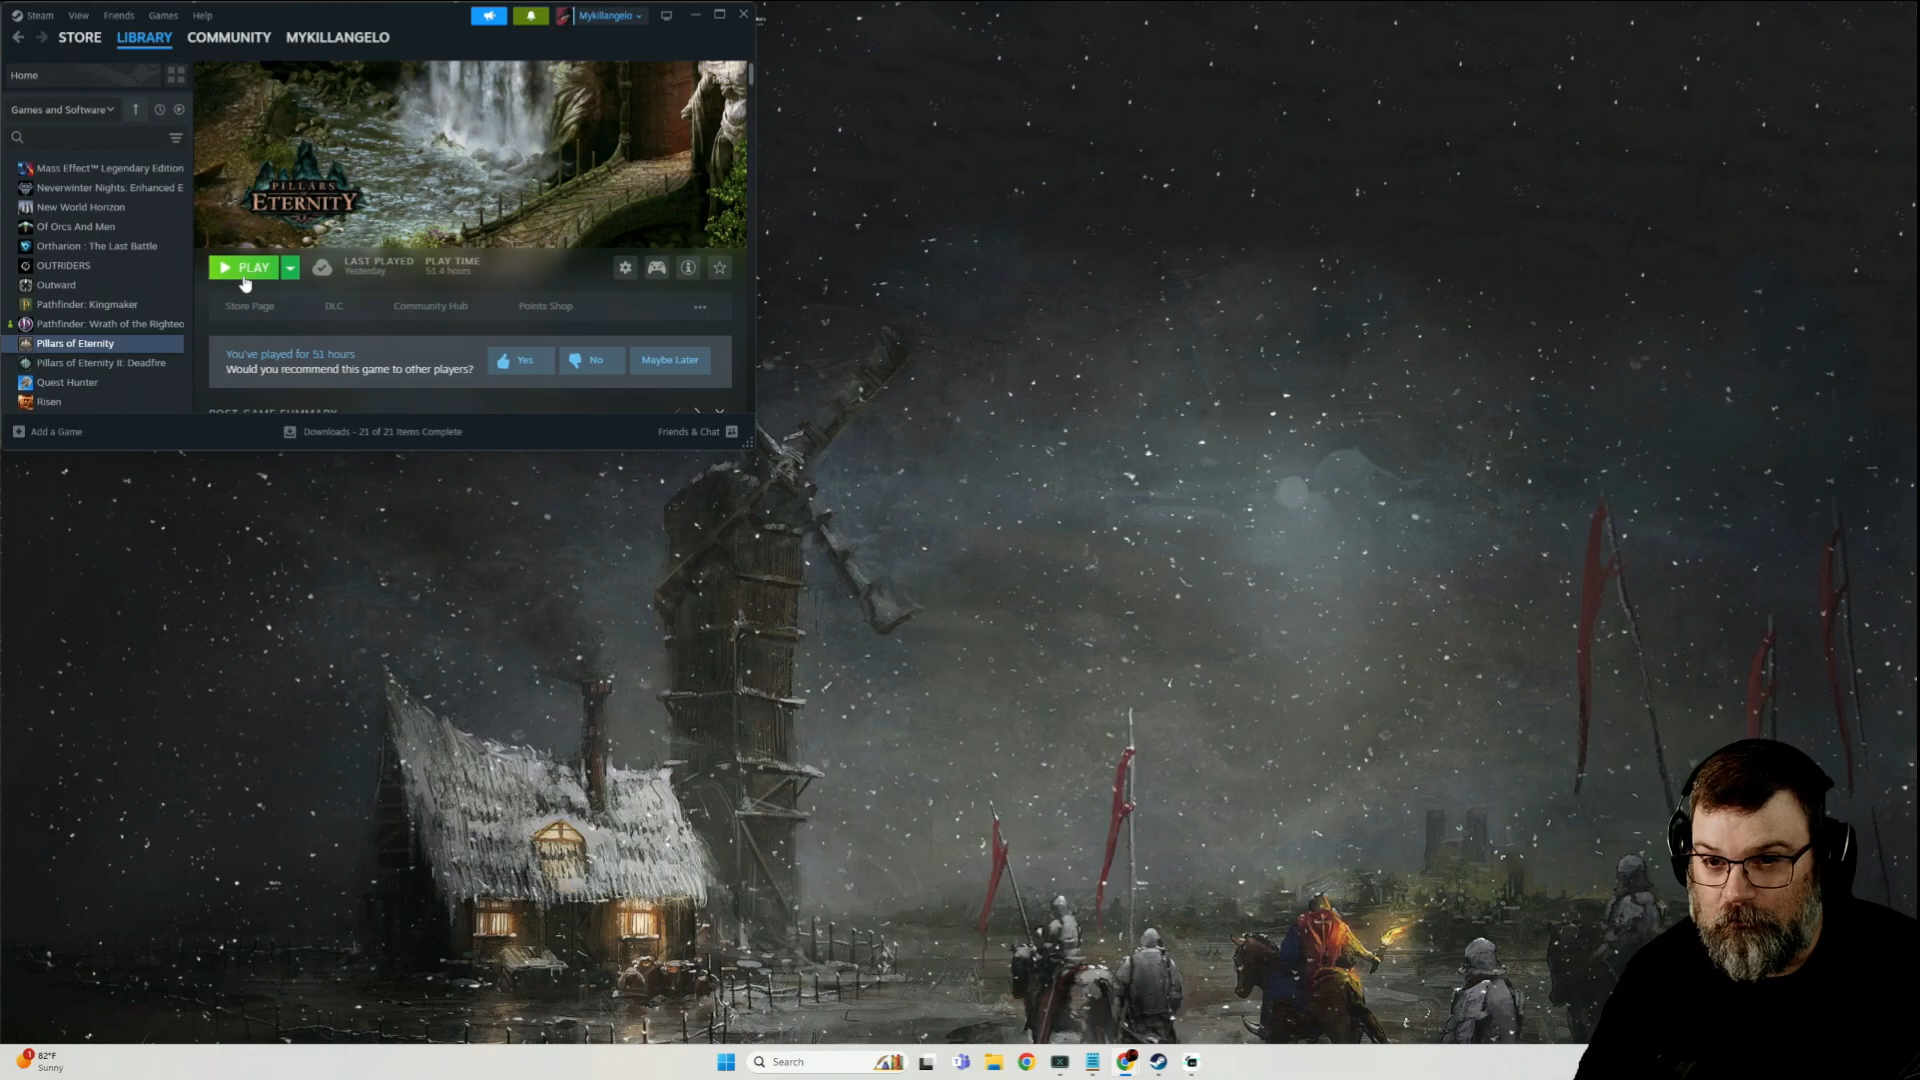 Steam View Friends Games Help
Mykillangelo
STORE LIBRARY COMMUNITY MYKILLANGELO
Home
Games and Software
Mass Effect™ Legendary Edition
Neverwinter Nights: Enhanced E
New World Horizon
Of Orcs And Men
Ortharion : The Last Battle
OUTRIDERS
Outward
Pathfinder: Kingmaker
Pathfinder: Wrath of the Righteo
Pillars of Eternity
Pillars of Eternity II: Deadfire
Quest Hunter
Risen
PILLARS
OF
ETERNITY
PLAY
LAST PLAYED
Yesterday
PLAY TIME
51.4 hours
Store Page DLC Community Hub Points Shop
You've played for 51 hours
Would you recommend this game to other players?
Yes No Maybe Later
POST-GAME SUMMARY
Add a Game
Downloads - 21 of 21 Items Complete
Friends & Chat
1
82°F
Sunny
Search